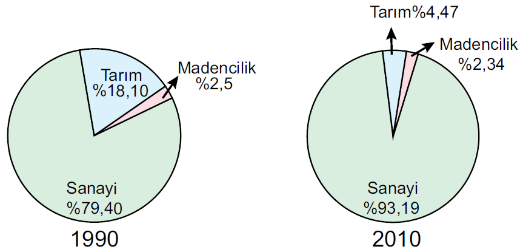 Tarım
%18,10
Madencilik
%2,5
Sanayi
%79,40
1990
Tarım%4,47
Madencilik
%2,34
Sanayi
%93,19
2010